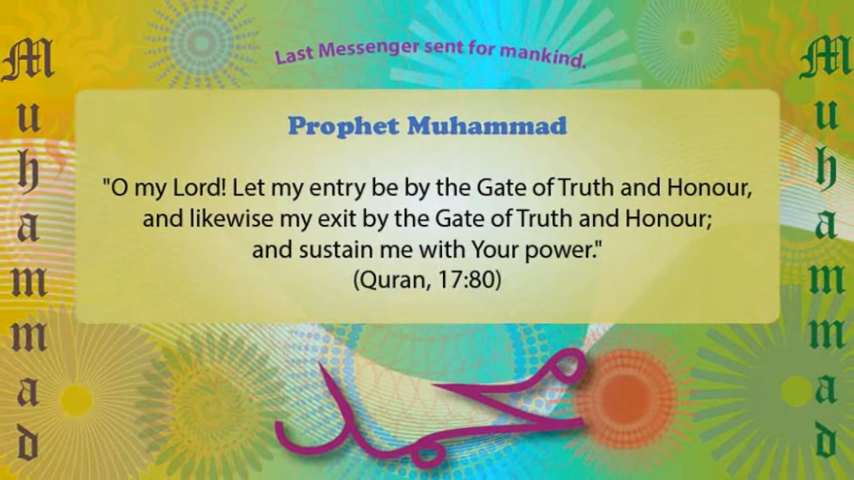 Last Messenger sent for mankind.
Prophet Muhammad
"O my Lord! Let my entry be by the Gate of Truth and Honour,
and likewise my exit by the Gate of Truth and Honour;
and sustain me with Your power."
(Quran, 17:80)
Muhammad
Muhammad
محمد